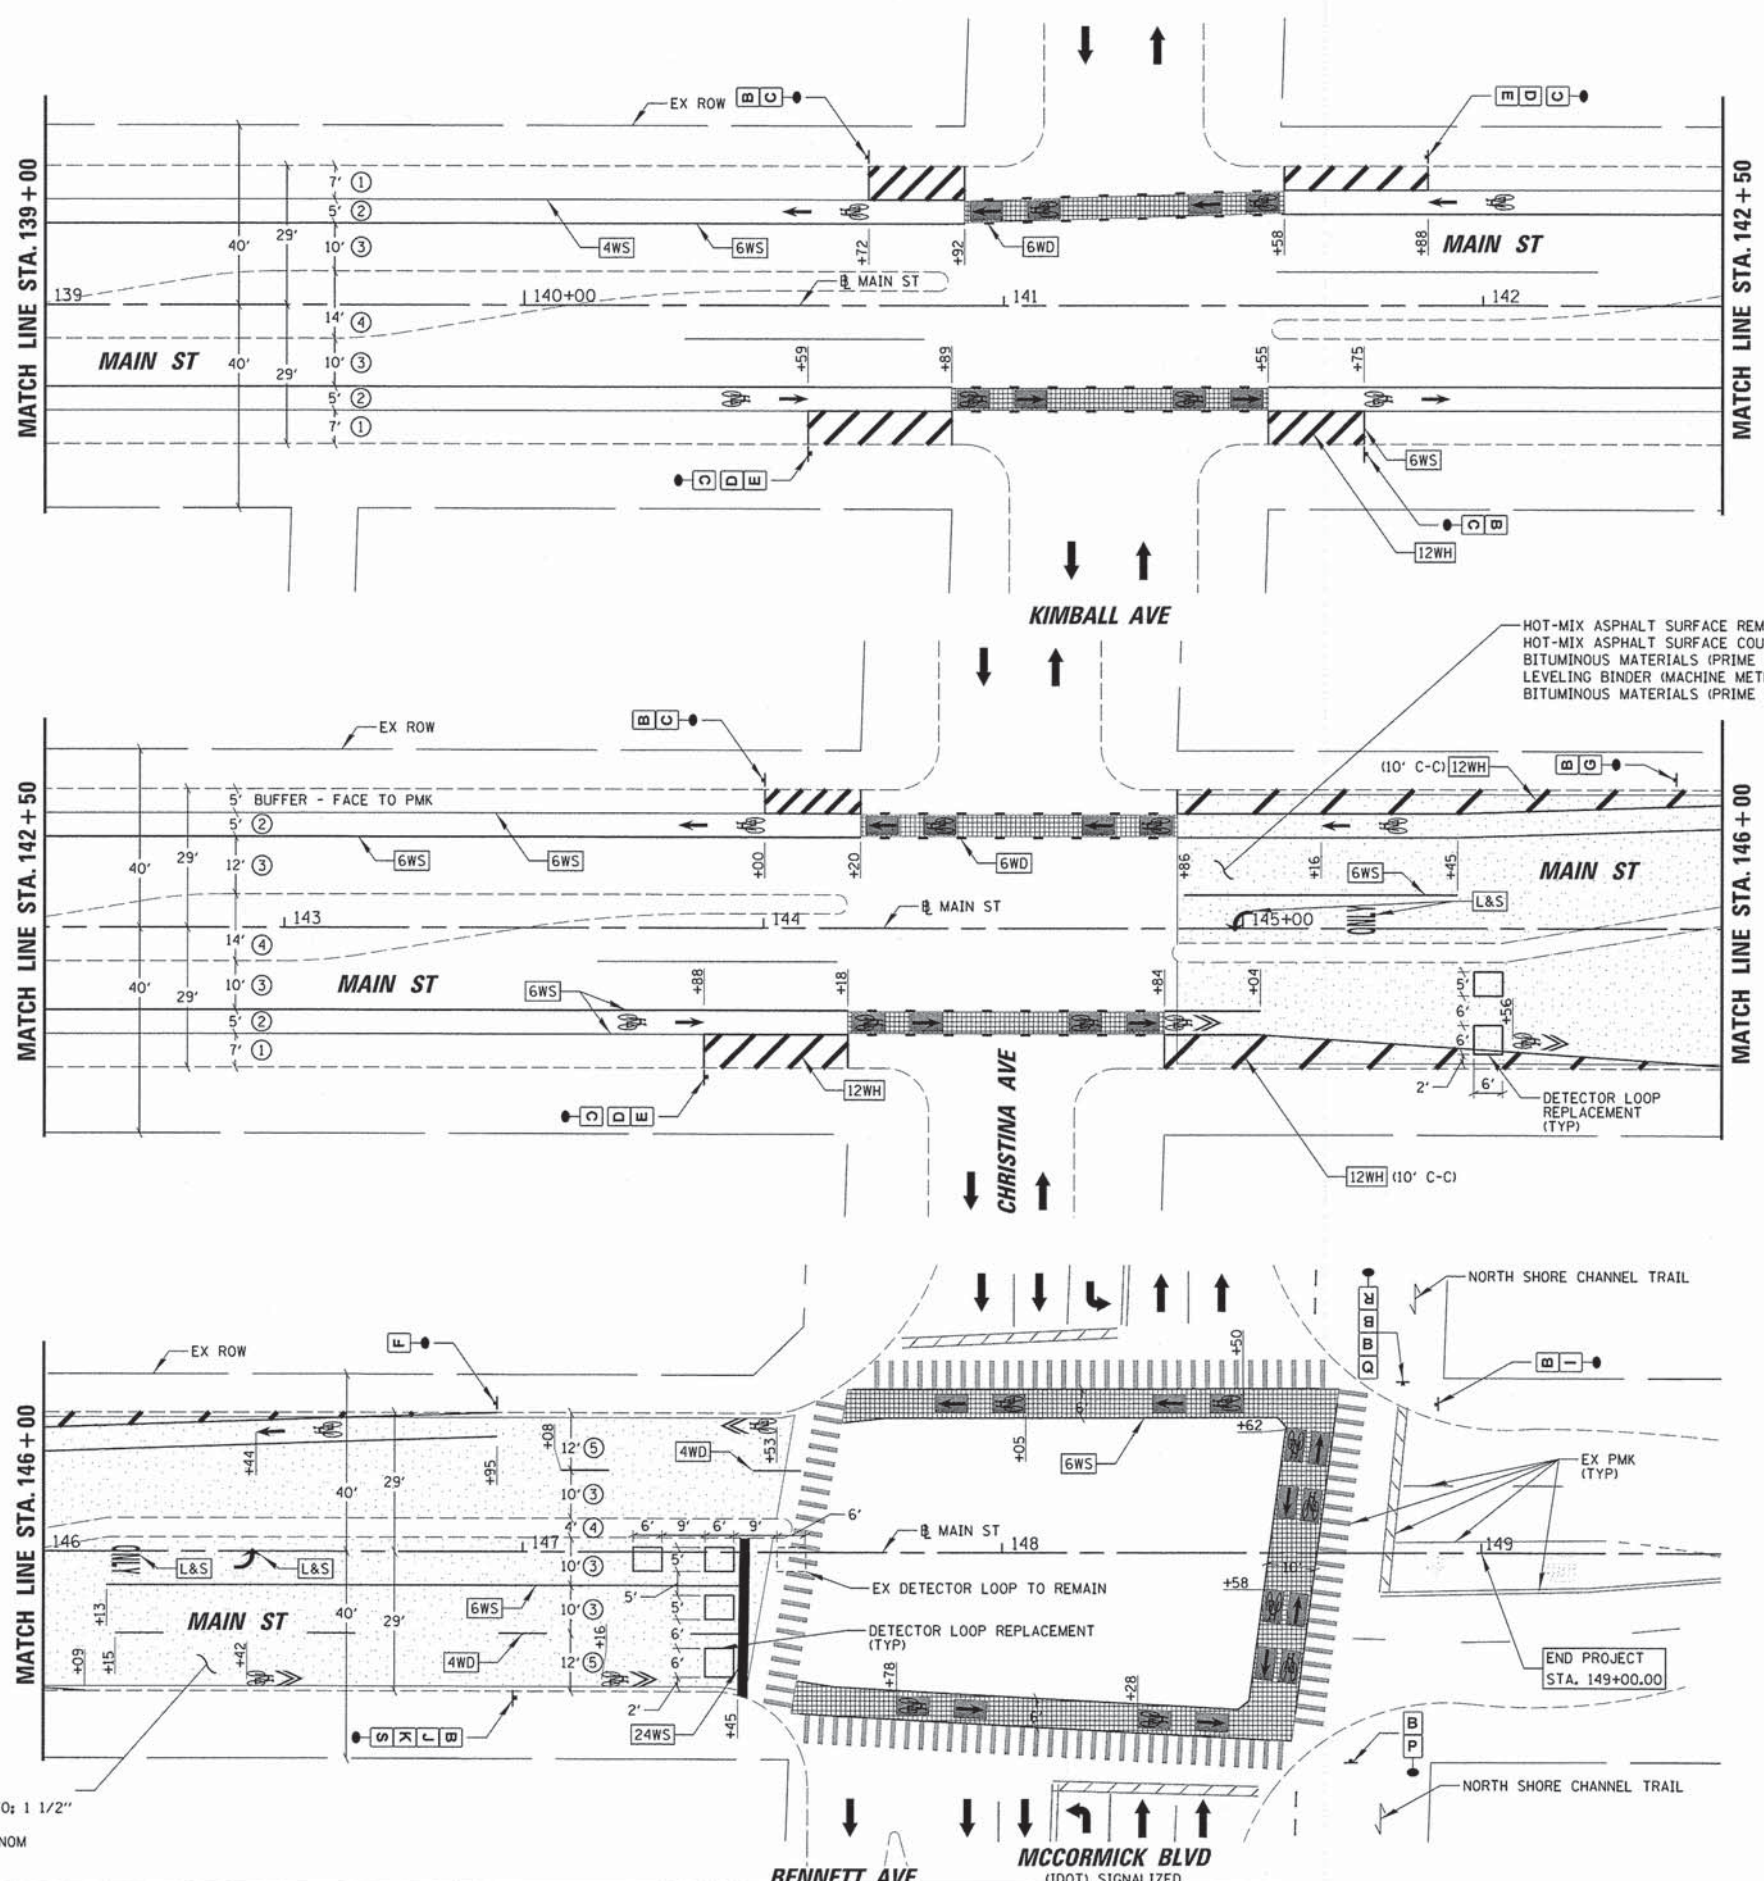 EX ROW
B C
E D C
MATCH LINE STA. 139+00
MATCH LINE STA. 142+50
7' ①
5' ②
10' ③
40'
29'
4WS
6WS
6WD
+72
+92
+58
+88
MAIN ST
139
140+00
141
142
℄ MAIN ST
14' ④
MAIN ST
40'
29'
10' ③
5' ②
7' ①
+59
+89
+55
+75
6WS
C D E
C B
12WH
KIMBALL AVE
HOT-MIX ASPHALT SURFACE REM
HOT-MIX ASPHALT SURFACE COU
BITUMINOUS MATERIALS (PRIME
LEVELING BINDER (MACHINE MET
BITUMINOUS MATERIALS (PRIME
EX ROW
B C
(10' C-C) 12WH
B G
MATCH LINE STA. 142+50
MATCH LINE STA. 146+00
5' BUFFER - FACE TO PMK
5' ②
12' ③
40'
29'
6WS
6WS
+00
+20
6WD
+86
+16
+45
6WS
MAIN ST
L&S
ONLY
143
144
145+00
℄ MAIN ST
14' ④
10' ③
5' ②
7' ①
40'
29'
MAIN ST
6WS
+88
+18
+84
+04
5'
6'
6'
+56
2'
6'
DETECTOR LOOP
REPLACEMENT
(TYP)
12WH
C D E
CHRISTINA AVE
12WH (10' C-C)
NORTH SHORE CHANNEL TRAIL
EX ROW
F
R B B Q
B I
MATCH LINE STA. 146+00
+44
+95
+08
12' ⑤
10' ③
4' ④
40'
29'
4WD
+53
+50
+05
+62
6'
6WS
EX PMK
(TYP)
146
147
148
149
6' 9' 6' 9'
6'
℄ MAIN ST
ONLY
L&S
L&S
10' ③
5'
5'
5'
10' ③
6'
12' ⑤
6'
2'
EX DETECTOR LOOP TO REMAIN
10'
+58
+13
MAIN ST
6WS
40'
29'
+09
+15
+42
4WD
+16
DETECTOR LOOP REPLACEMENT
(TYP)
END PROJECT
STA. 149+00.00
+78
+28
6'
24WS
+45
S K J B
B P
NORTH SHORE CHANNEL TRAIL
O; 1 1/2"
NOM
BENNETT AVE
MCCORMICK BLVD
(IDOT) SIGNALIZED